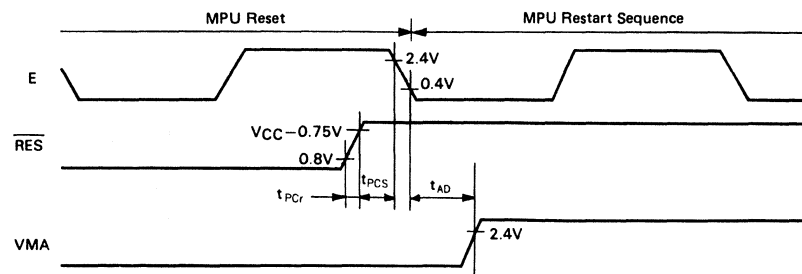 MPU Reset
MPU Restart Sequence
E
2.4V
0.4V
RES
VCC−0.75V
0.8V
tPCr
tPCS
tAD
VMA
2.4V